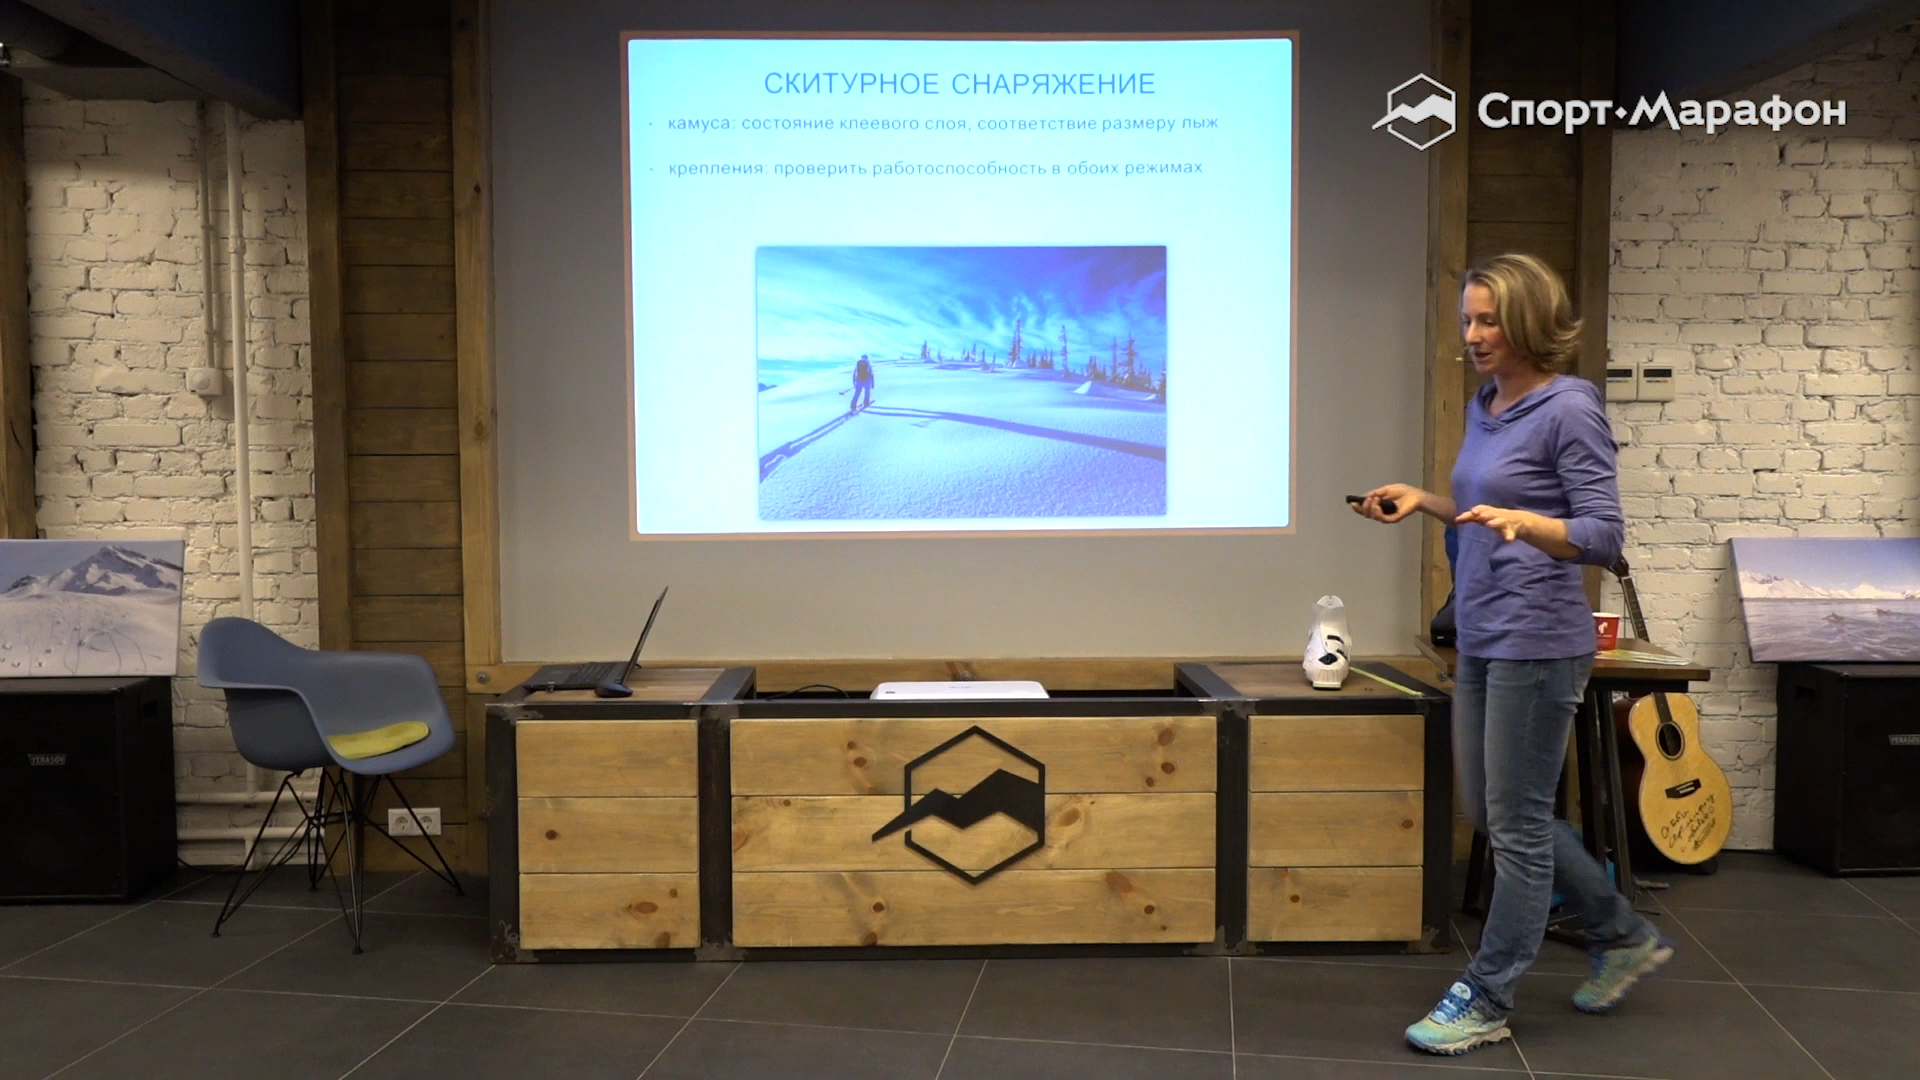 СКИТУРНОЕ СНАРЯЖЕНИЕ
· камуса: состояние клеевого слоя, соответствие размеру лыж
· крепления: проверить работоспособность в обоих режимах
Спорт·Марафон